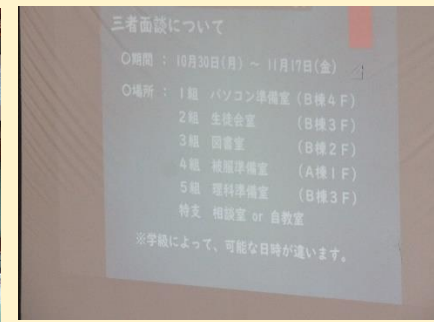 三者面談について
〇期間 : 10月30日(月) ~ 11月17日(金)
〇場所 : 1組 パソコン準備室 (B棟4F)
2組 生徒会室 (B棟3F)
3組 図書室 (B棟2F)
4組 被服準備室 (A棟1F)
5組 理科準備室 (B棟3F)
特支 相談室 or 自教室
※学級によって、可能な日時が違います。